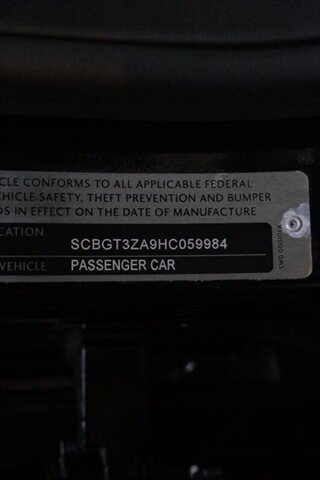 CLE CONFORMS TO ALL APPLICABLE FEDERAL
EHICLE SAFETY, THEFT PREVENTION AND BUMPER
DS IN EFFECT ON THE DATE OF MANUFACTURE
CATION SCBGT3ZA9HC059984
VEHICLE PASSENGER CAR